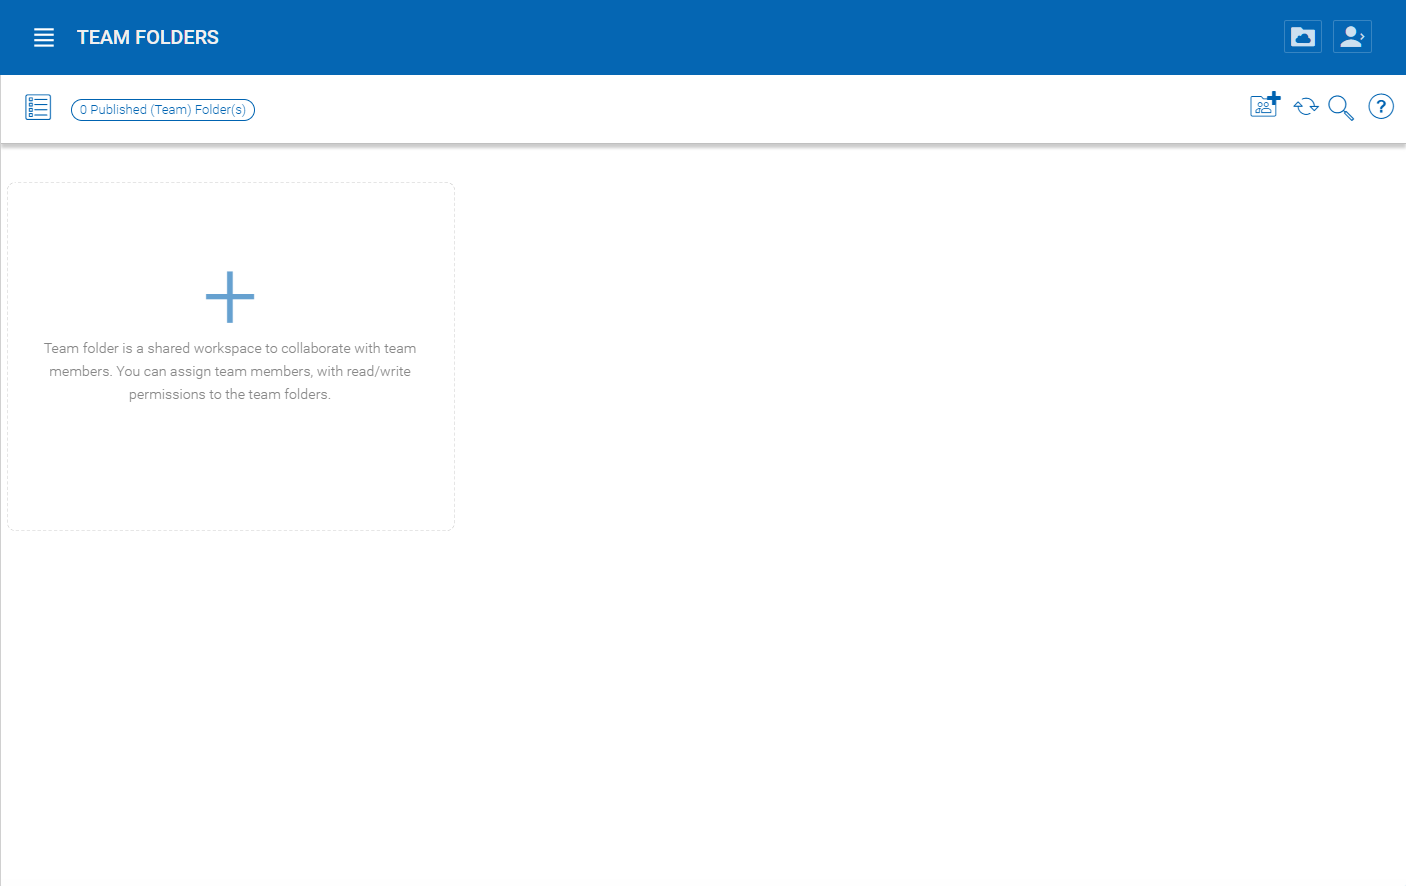 TEAM FOLDERS
0 Published (Team) Folder(s)
?
Team folder is a shared workspace to collaborate with team
members. You can assign team members, with read/write
permissions to the team folders.